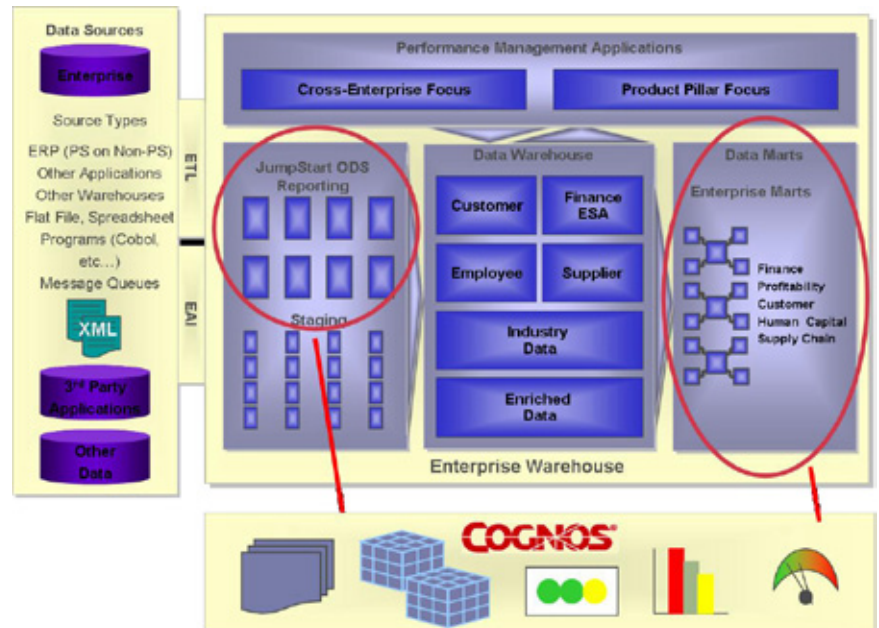 Data Sources
Enterprise
Source Types
ERP (PS on Non-PS)
Other Applications
Other Warehouses
Flat File, Spreadsheet
Programs (Cobol,
etc...)
Message Queues
XML
3rd Party
Applications
Other
Data
ETL
EAI
Performance Management Applications
Cross-Enterprise Focus
Product Pillar Focus
JumpStart ODS
Reporting
Staging
Data Warehouse
Customer
Finance
ESA
Employee
Supplier
Industry
Data
Enriched
Data
Data Marts
Enterprise Marts
Finance
Profitability
Customer
Human Capital
Supply Chain
Enterprise Warehouse
COGNOS®